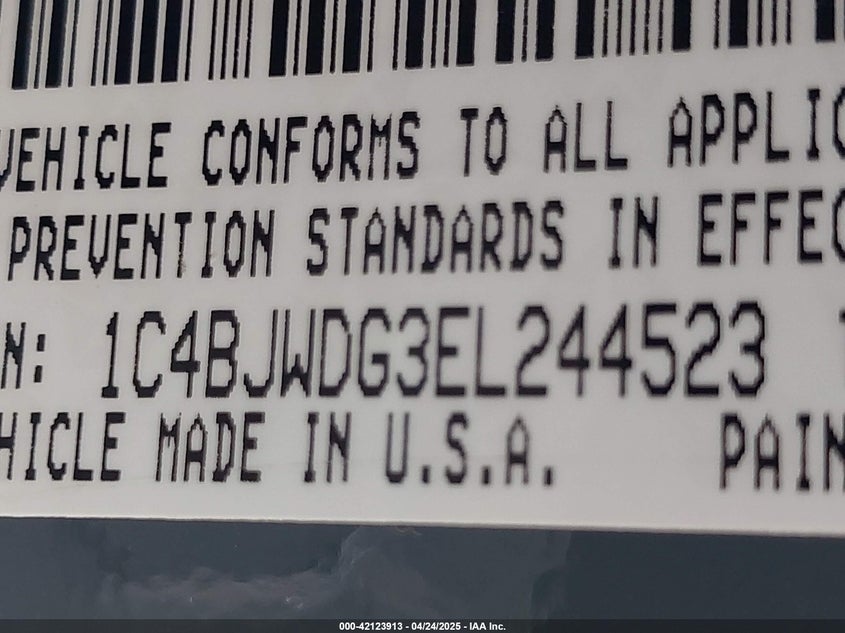 VEHICLE CONFORMS TO ALL APPLIC
PREVENTION STANDARDS IN EFFEC
N: 1C4BJWDG3EL244523
HICLE MADE IN U.S.A. PAIN
000-42123913 - 04/24/2025 - IAA Inc.